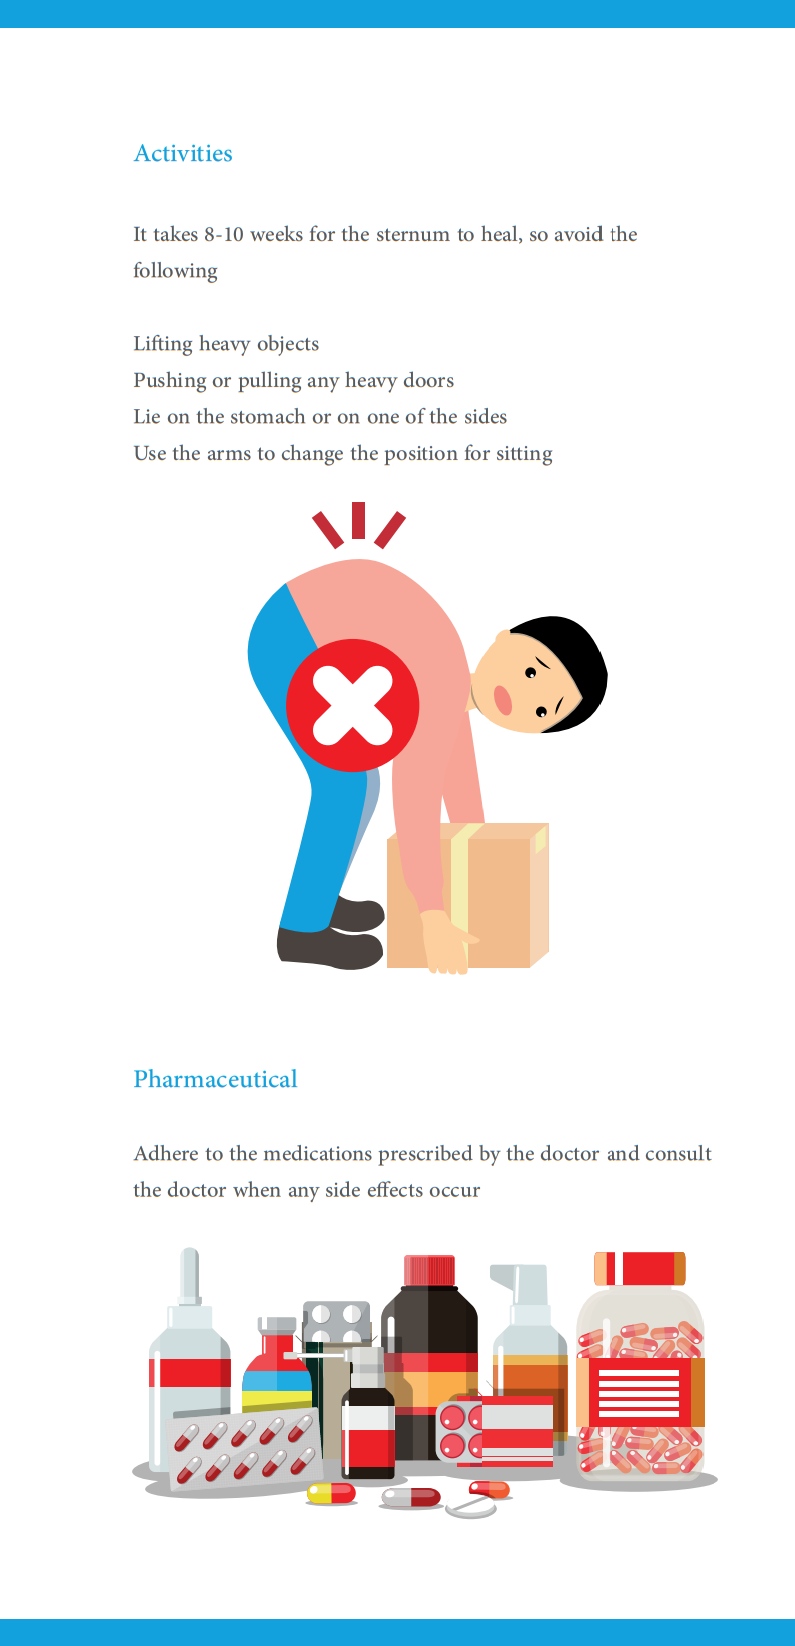 Activities
It takes 8-10 weeks for the sternum to heal, so avoid the
following
Lifting heavy objects
Pushing or pulling any heavy doors
Lie on the stomach or on one of the sides
Use the arms to change the position for sitting
Pharmaceutical
Adhere to the medications prescribed by the doctor and consult
the doctor when any side effects occur